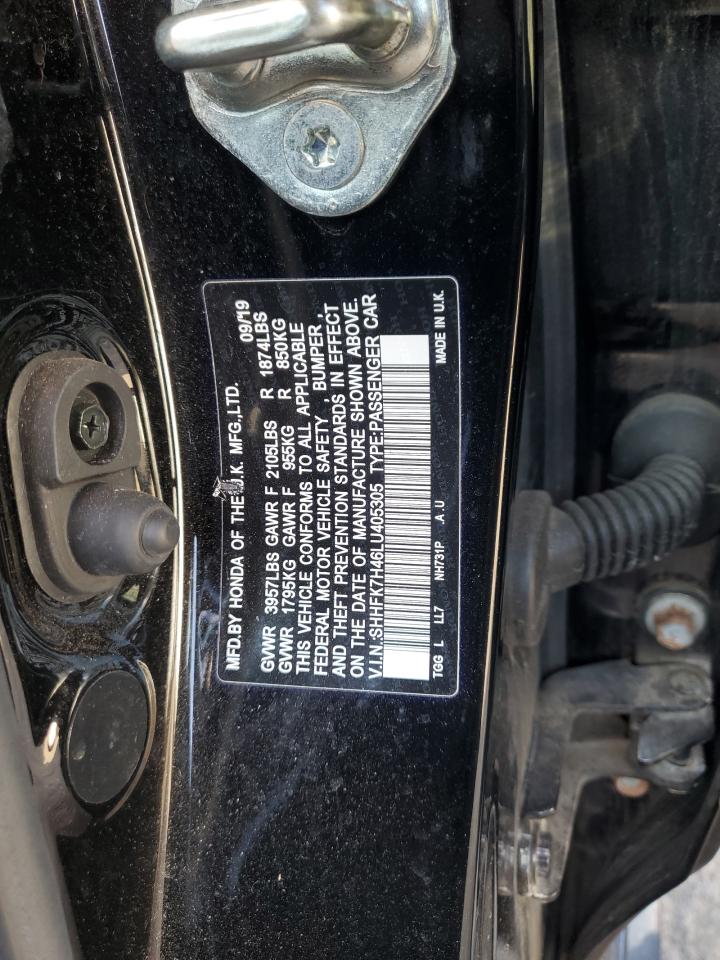 MFD.BY HONDA OF THE U.K. MFG.,LTD. 09/19
GVWR 3957LBS GAWR F 2105LBS R 1874LBS
GVWR 1795KG GAWR F 955KG R 850KG
THIS VEHICLE CONFORMS TO ALL APPLICABLE
FEDERAL MOTOR VEHICLE SAFETY , BUMPER ,
AND THEFT PREVENTION STANDARDS IN EFFECT
ON THE DATE OF MANUFACTURE SHOWN ABOVE.
V.I.N.:SHHFK7H46LU405305 TYPE:PASSENGER CAR
TGG L LL7 NH731P A.U MADE IN U.K.